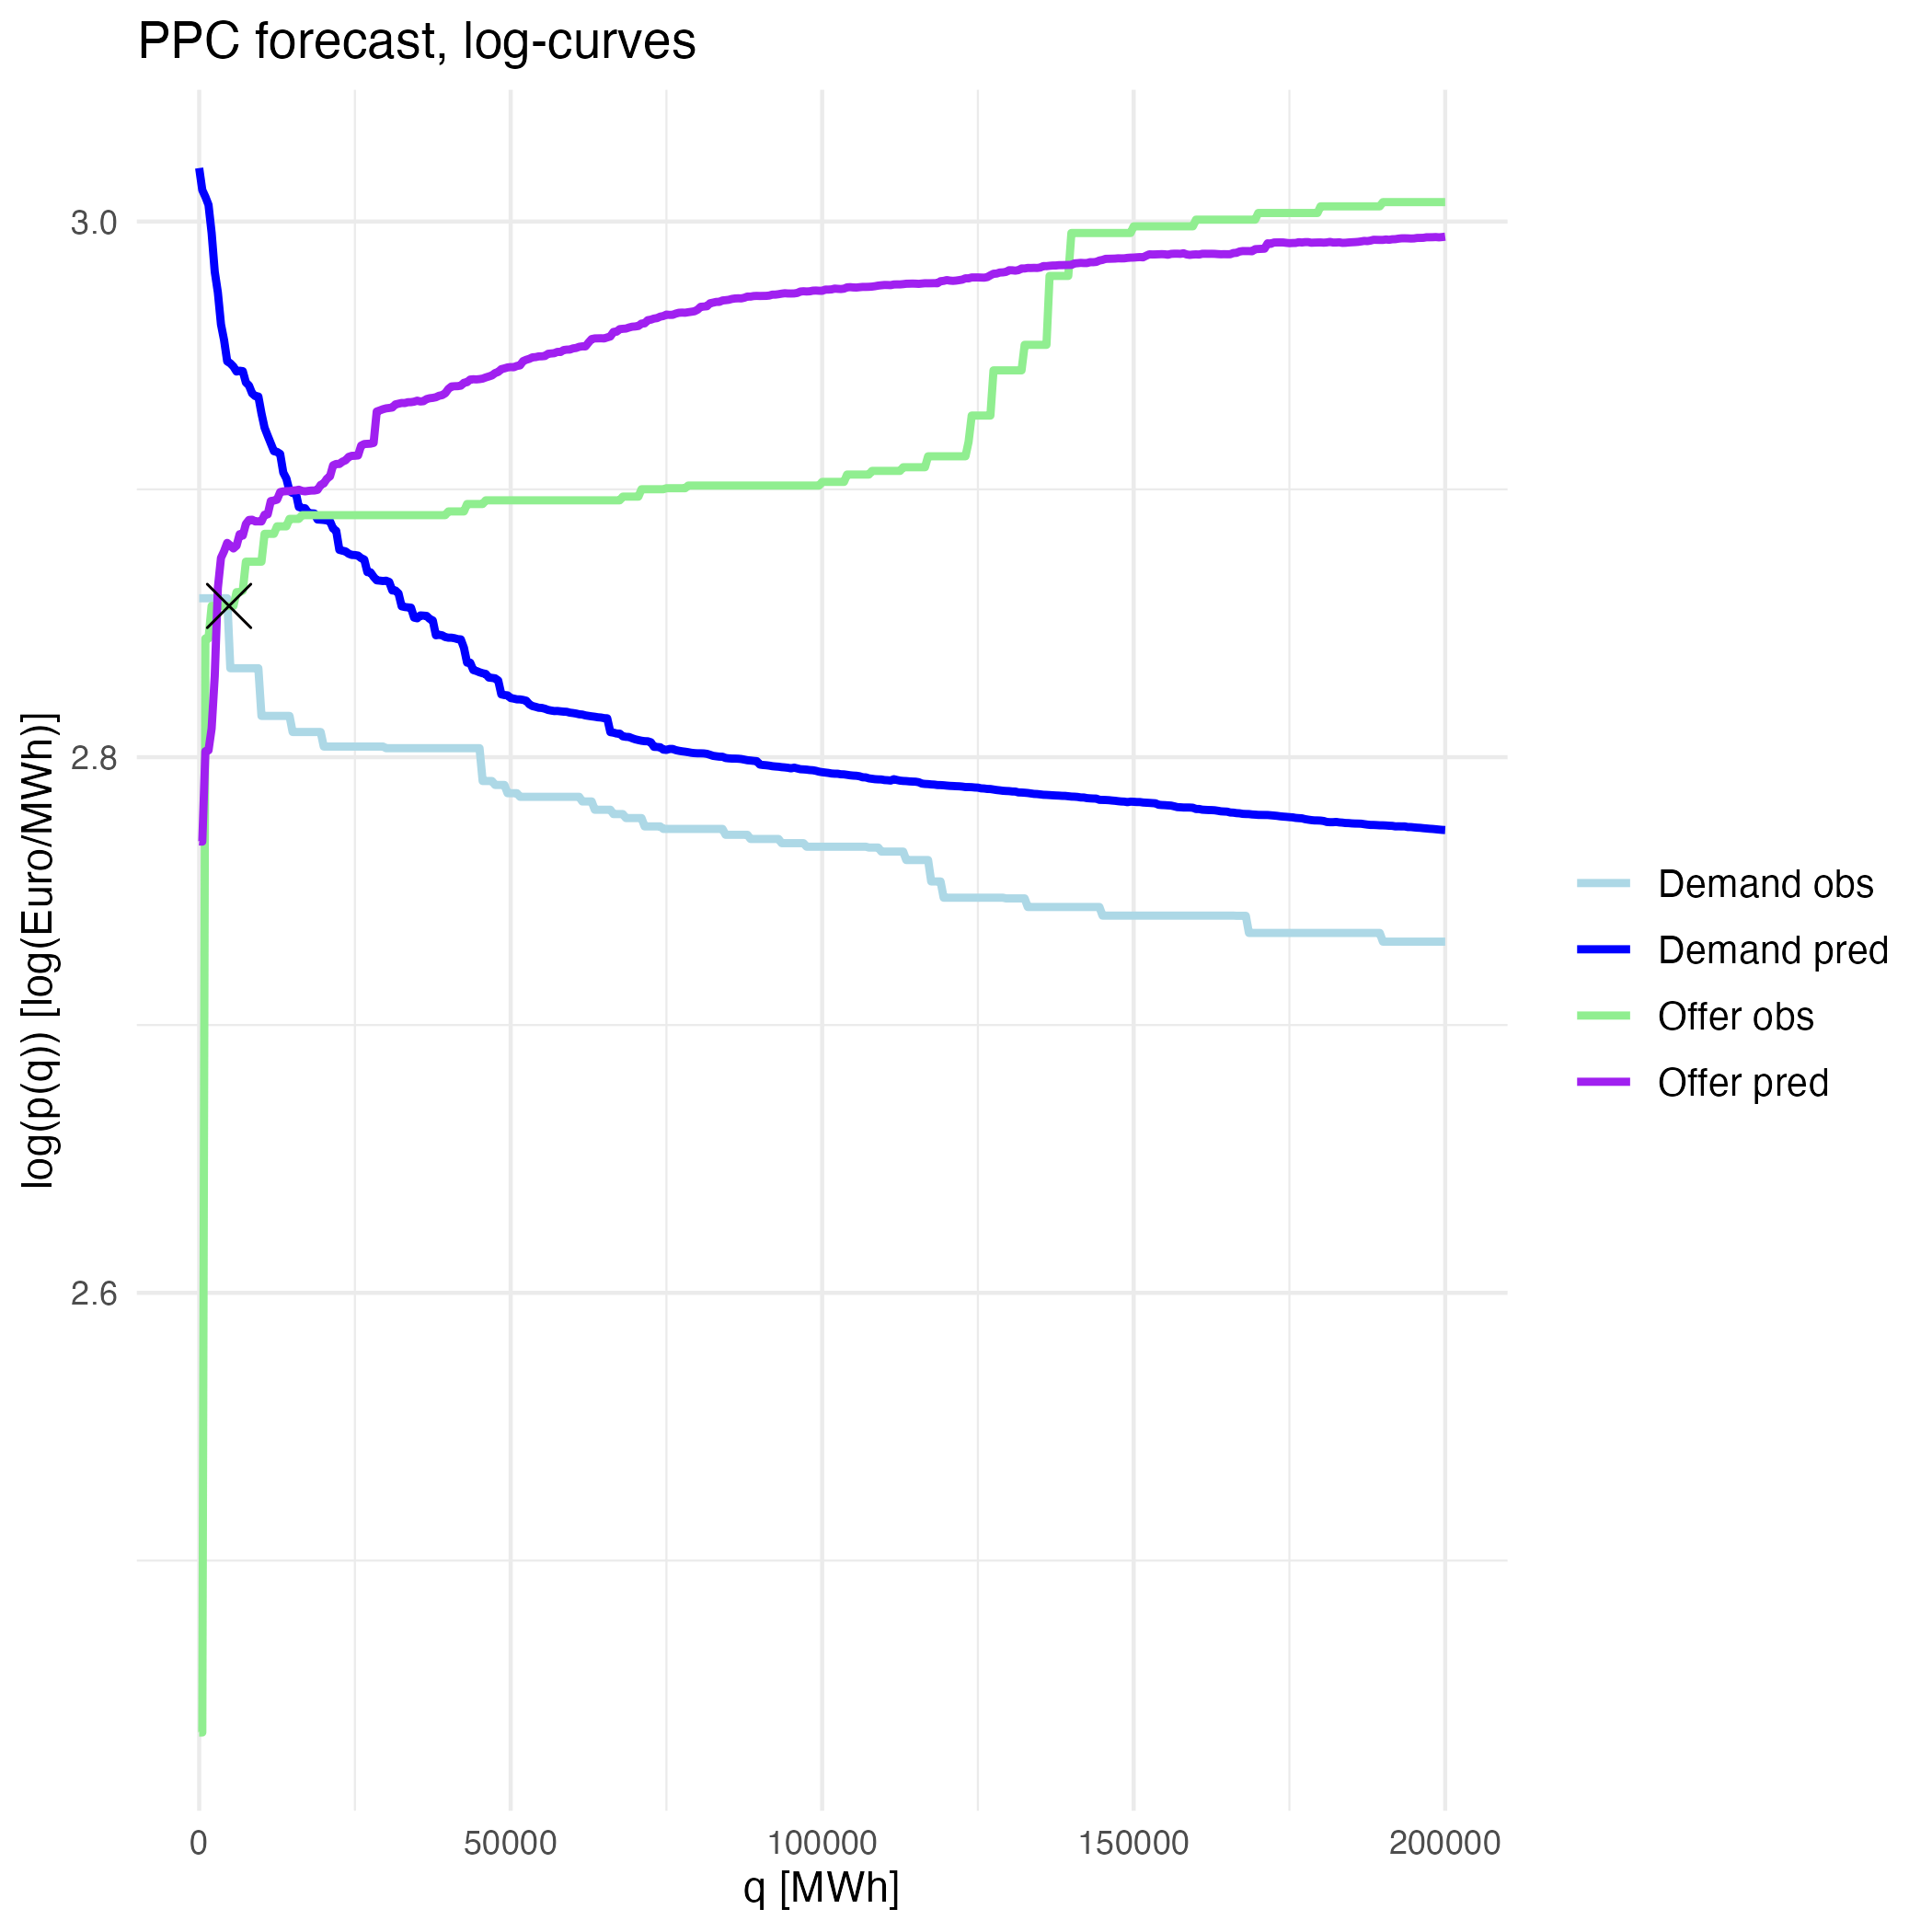 PPC forecast, log-curves
log(p(q)) [log(Euro/MWh)]
3.0
2.8
2.6
0
50000
100000
150000
200000
q [MWh]
Demand obs
Demand pred
Offer obs
Offer pred